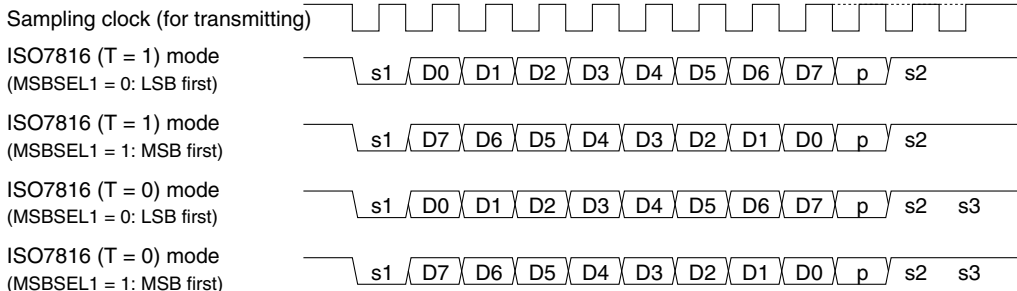 Sampling clock (for transmitting)
ISO7816 (T = 1) mode
(MSBSEL1 = 0: LSB first)
s1 D0 D1 D2 D3 D4 D5 D6 D7 p s2
ISO7816 (T = 1) mode
(MSBSEL1 = 1: MSB first)
s1 D7 D6 D5 D4 D3 D2 D1 D0 p s2
ISO7816 (T = 0) mode
(MSBSEL1 = 0: LSB first)
s1 D0 D1 D2 D3 D4 D5 D6 D7 p s2 s3
ISO7816 (T = 0) mode
(MSBSEL1 = 1: MSB first)
s1 D7 D6 D5 D4 D3 D2 D1 D0 p s2 s3